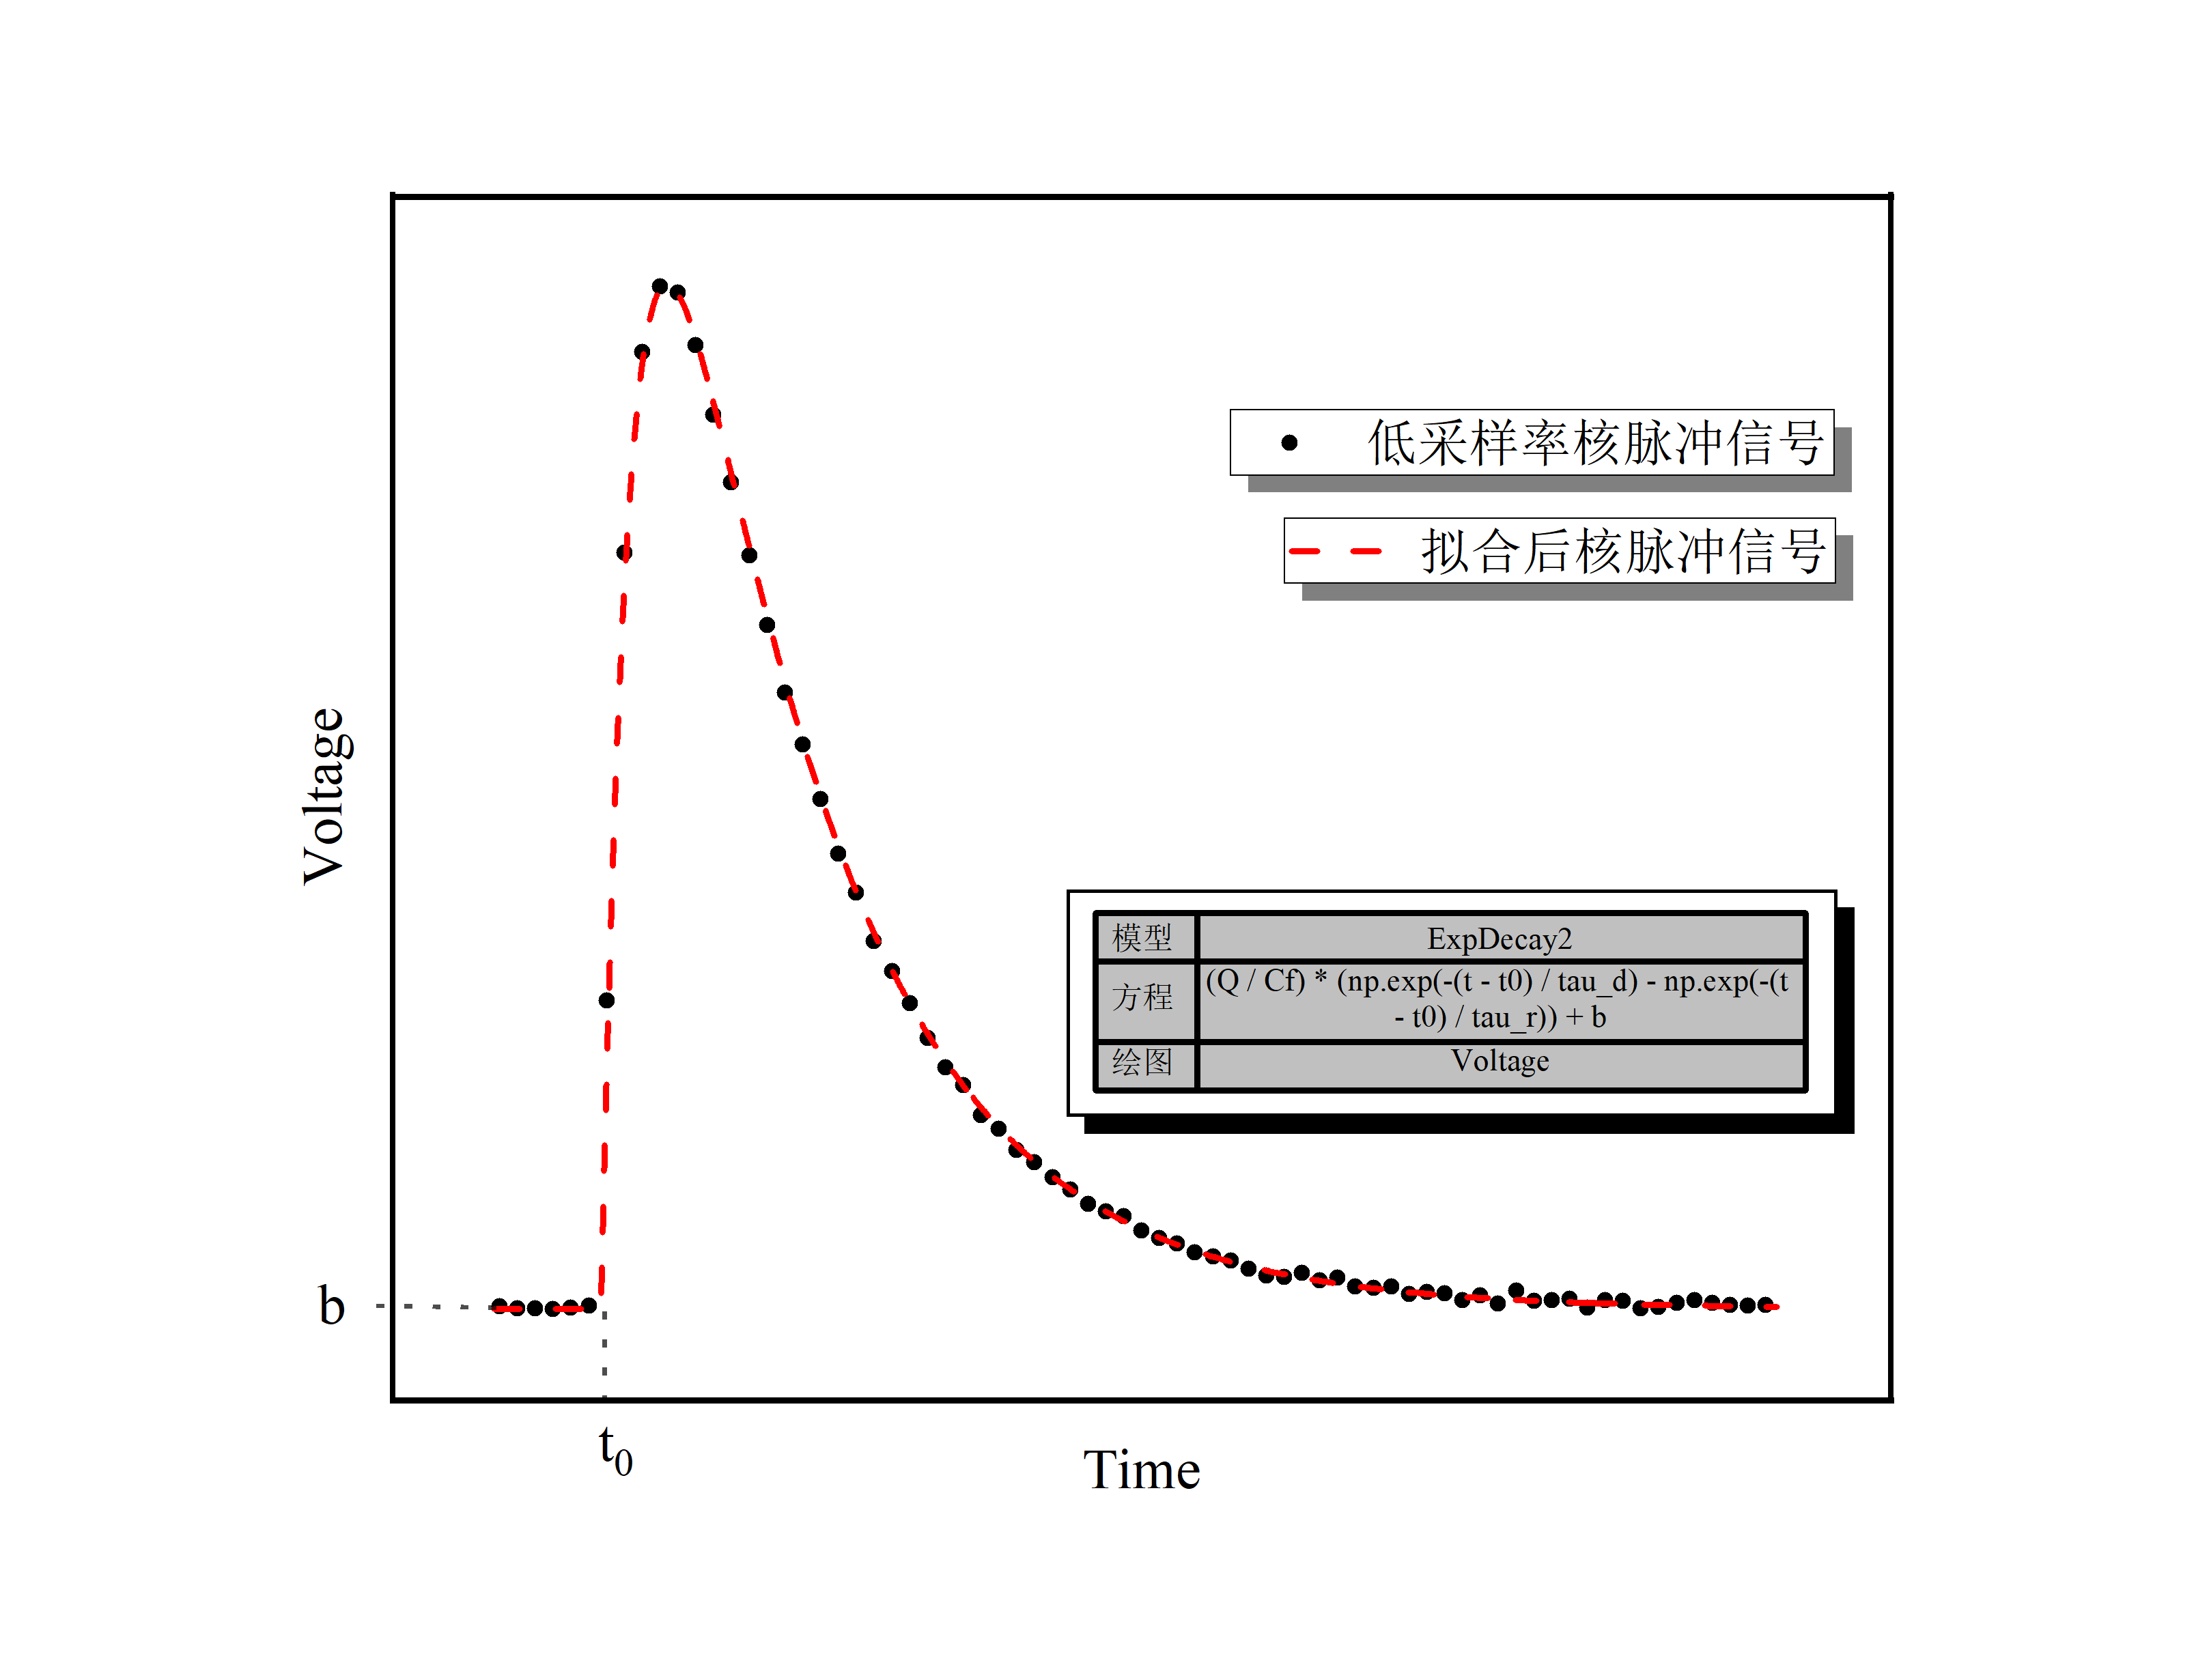 低采样率核脉冲信号
拟合后核脉冲信号
Voltage
模型 ExpDecay2
方程 (Q / Cf) * (np.exp(-(t - t0) / tau_d) - np.exp(-(t
- t0) / tau_r)) + b
绘图 Voltage
b
t0
Time